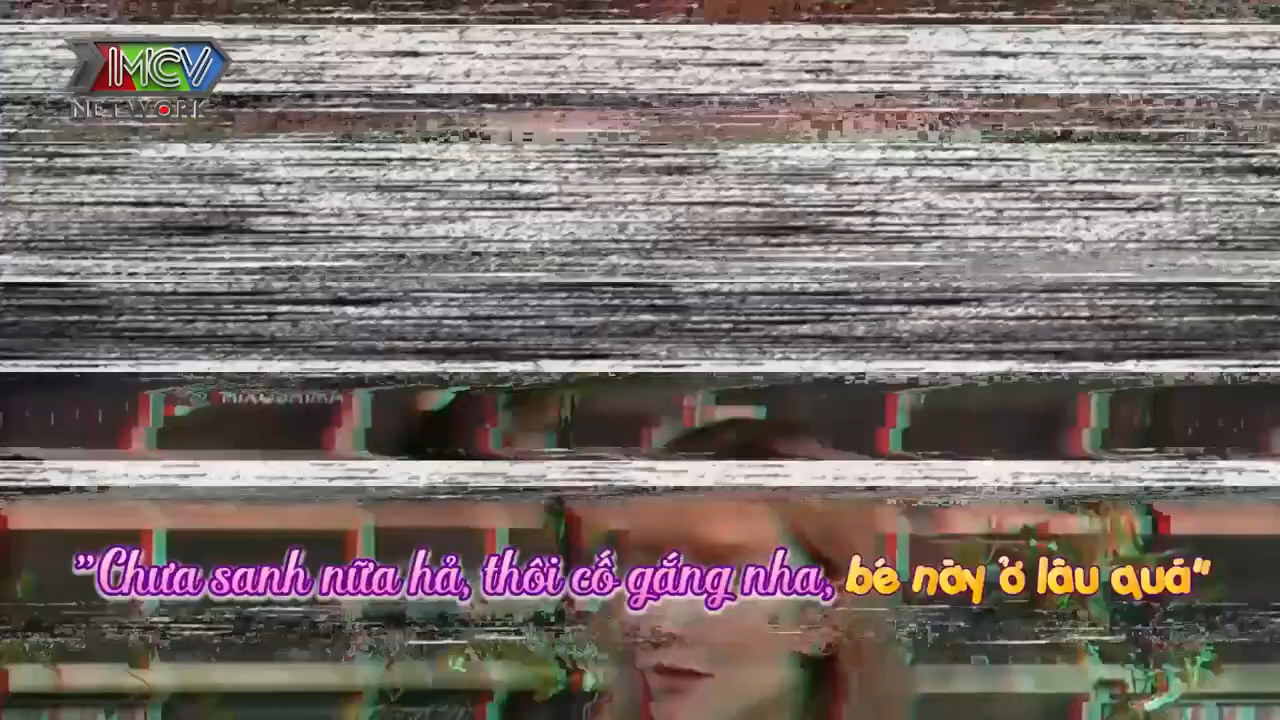 MCV
NETWORK
"Chưa sanh nữa hả, thôi cố gắng nha, bé này ở lâu quá"